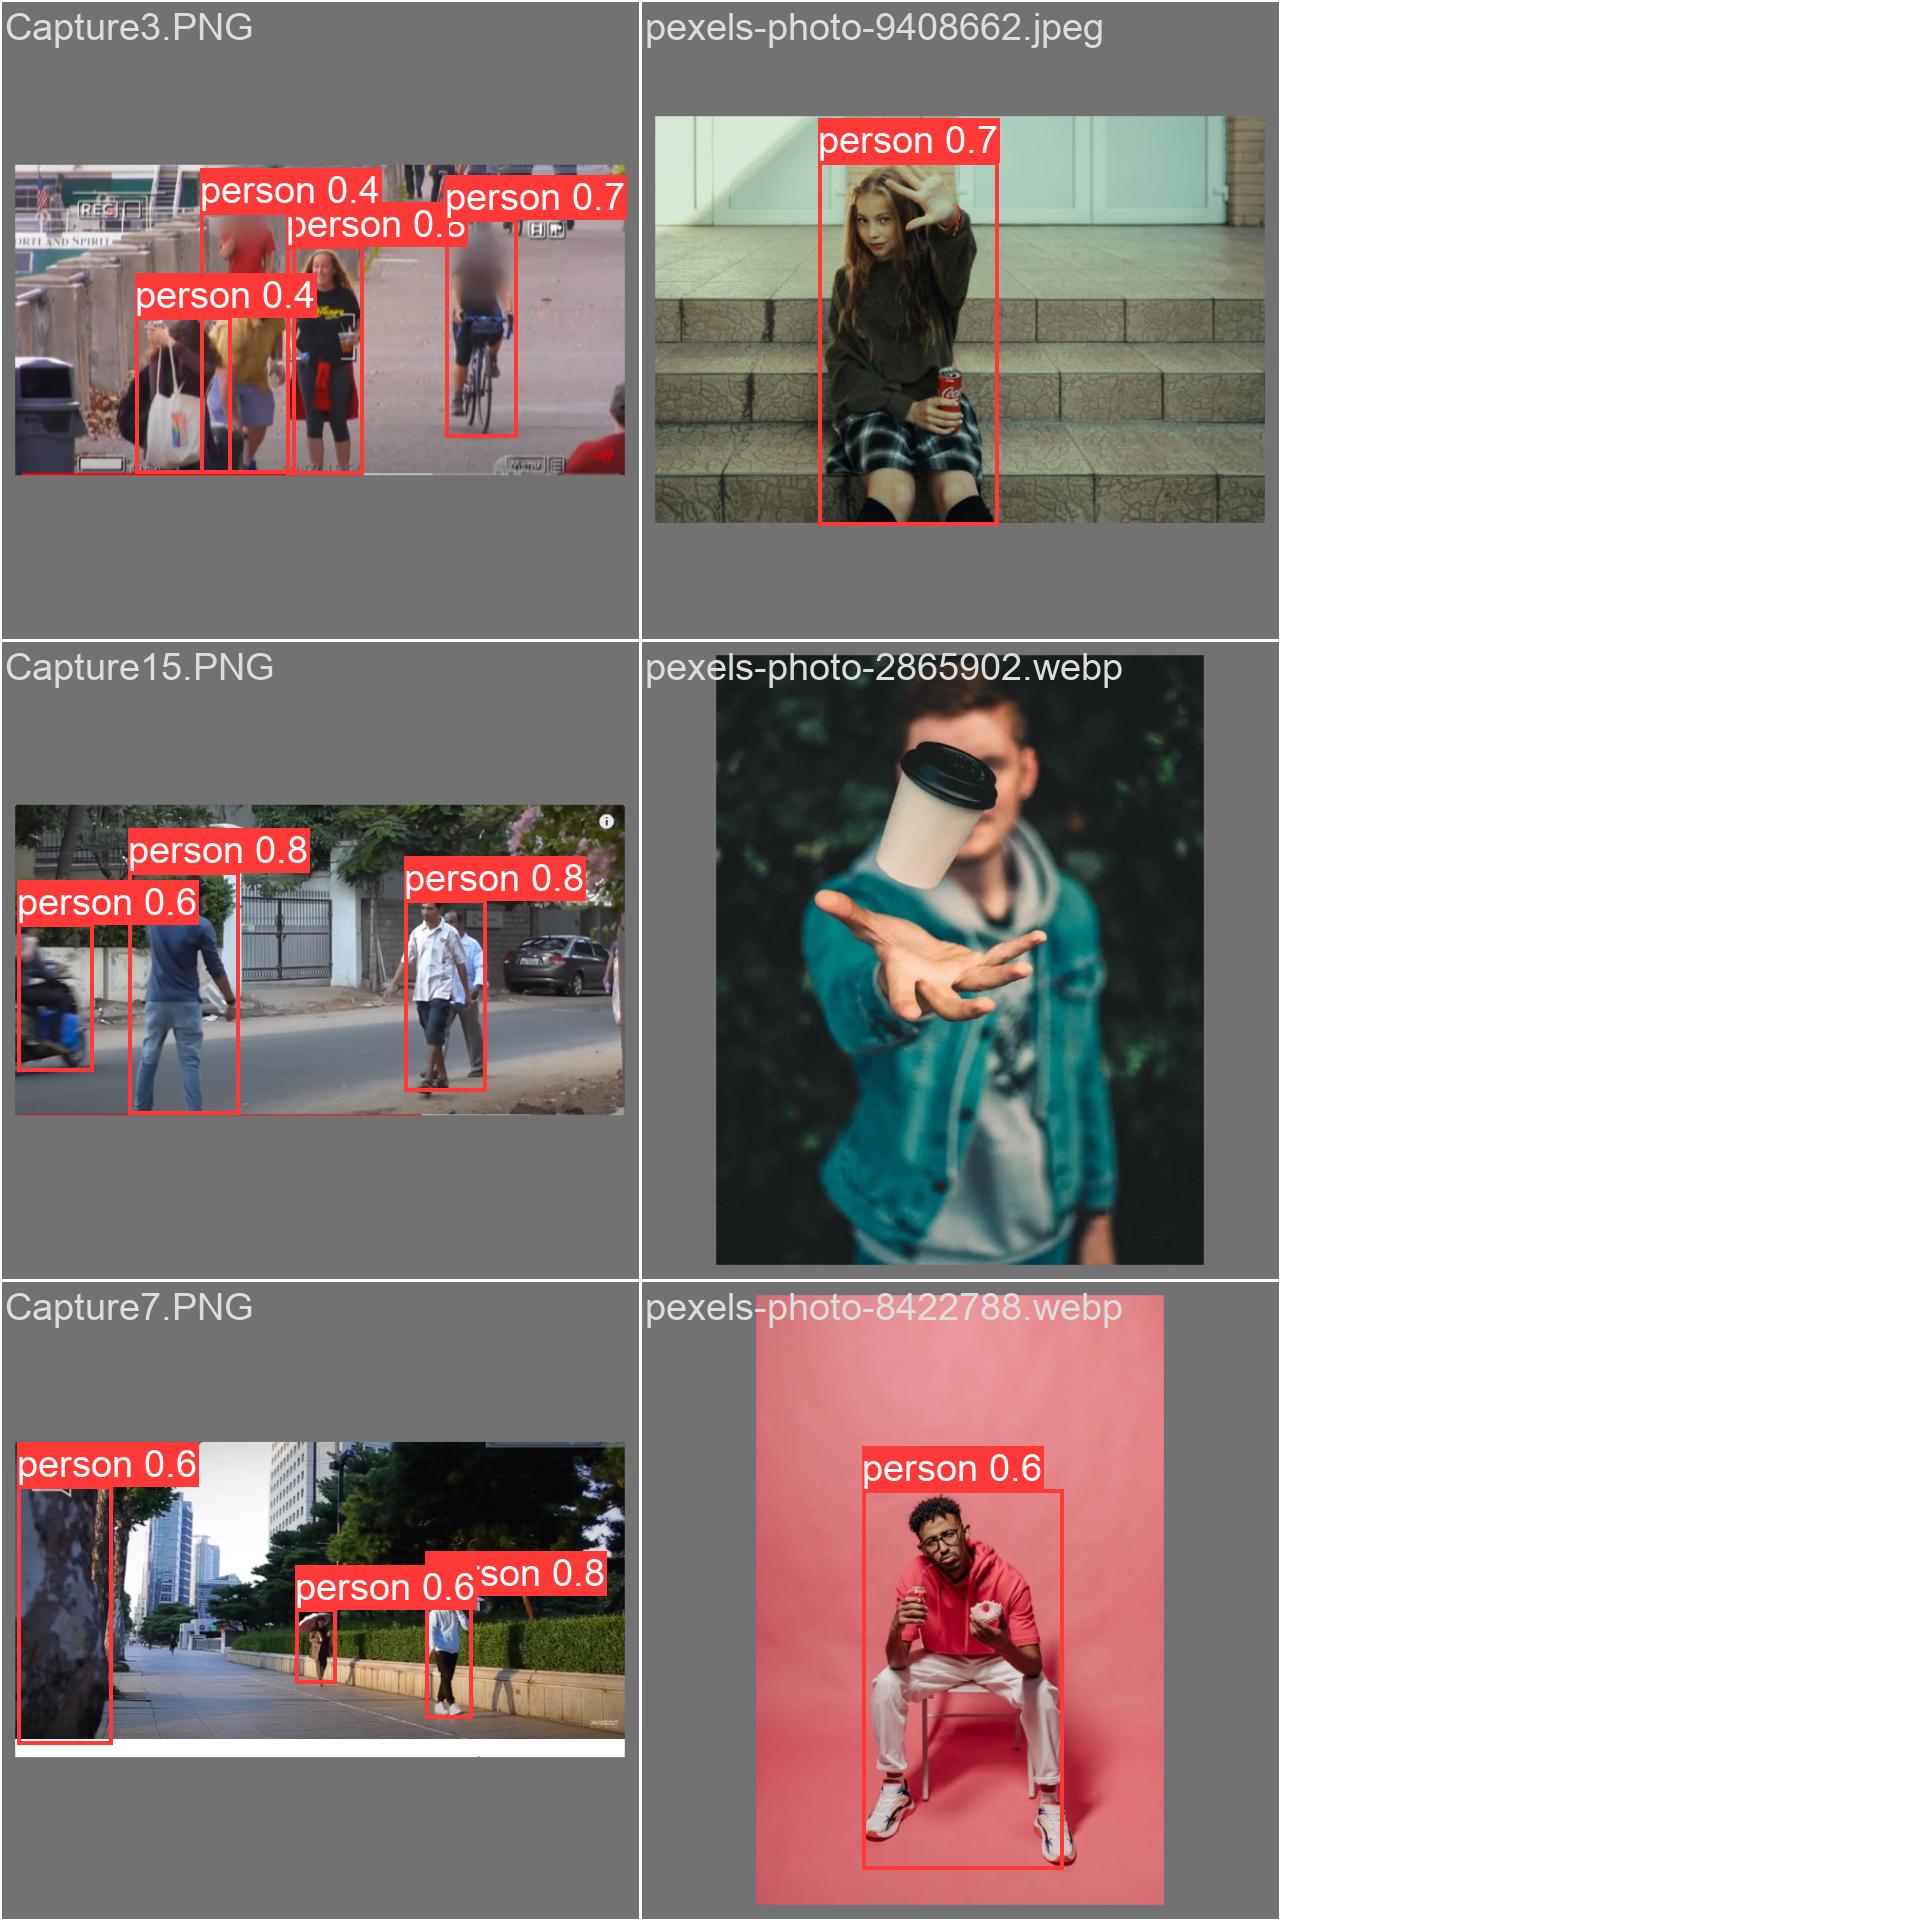 Capture3.PNG
pexels-photo-9408662.jpeg
person 0.7
person 0.4
person 0.7
person 0.
REC
ORTLAND SPIRIT
person 0.4
Menu
Capture15.PNG
pexels-photo-2865902.webp
person 0.8
person 0.8
person 0.6
i
Capture7.PNG
pexels-photo-8422788.webp
person 0.6
person 0.6
son 0.8
person 0.6